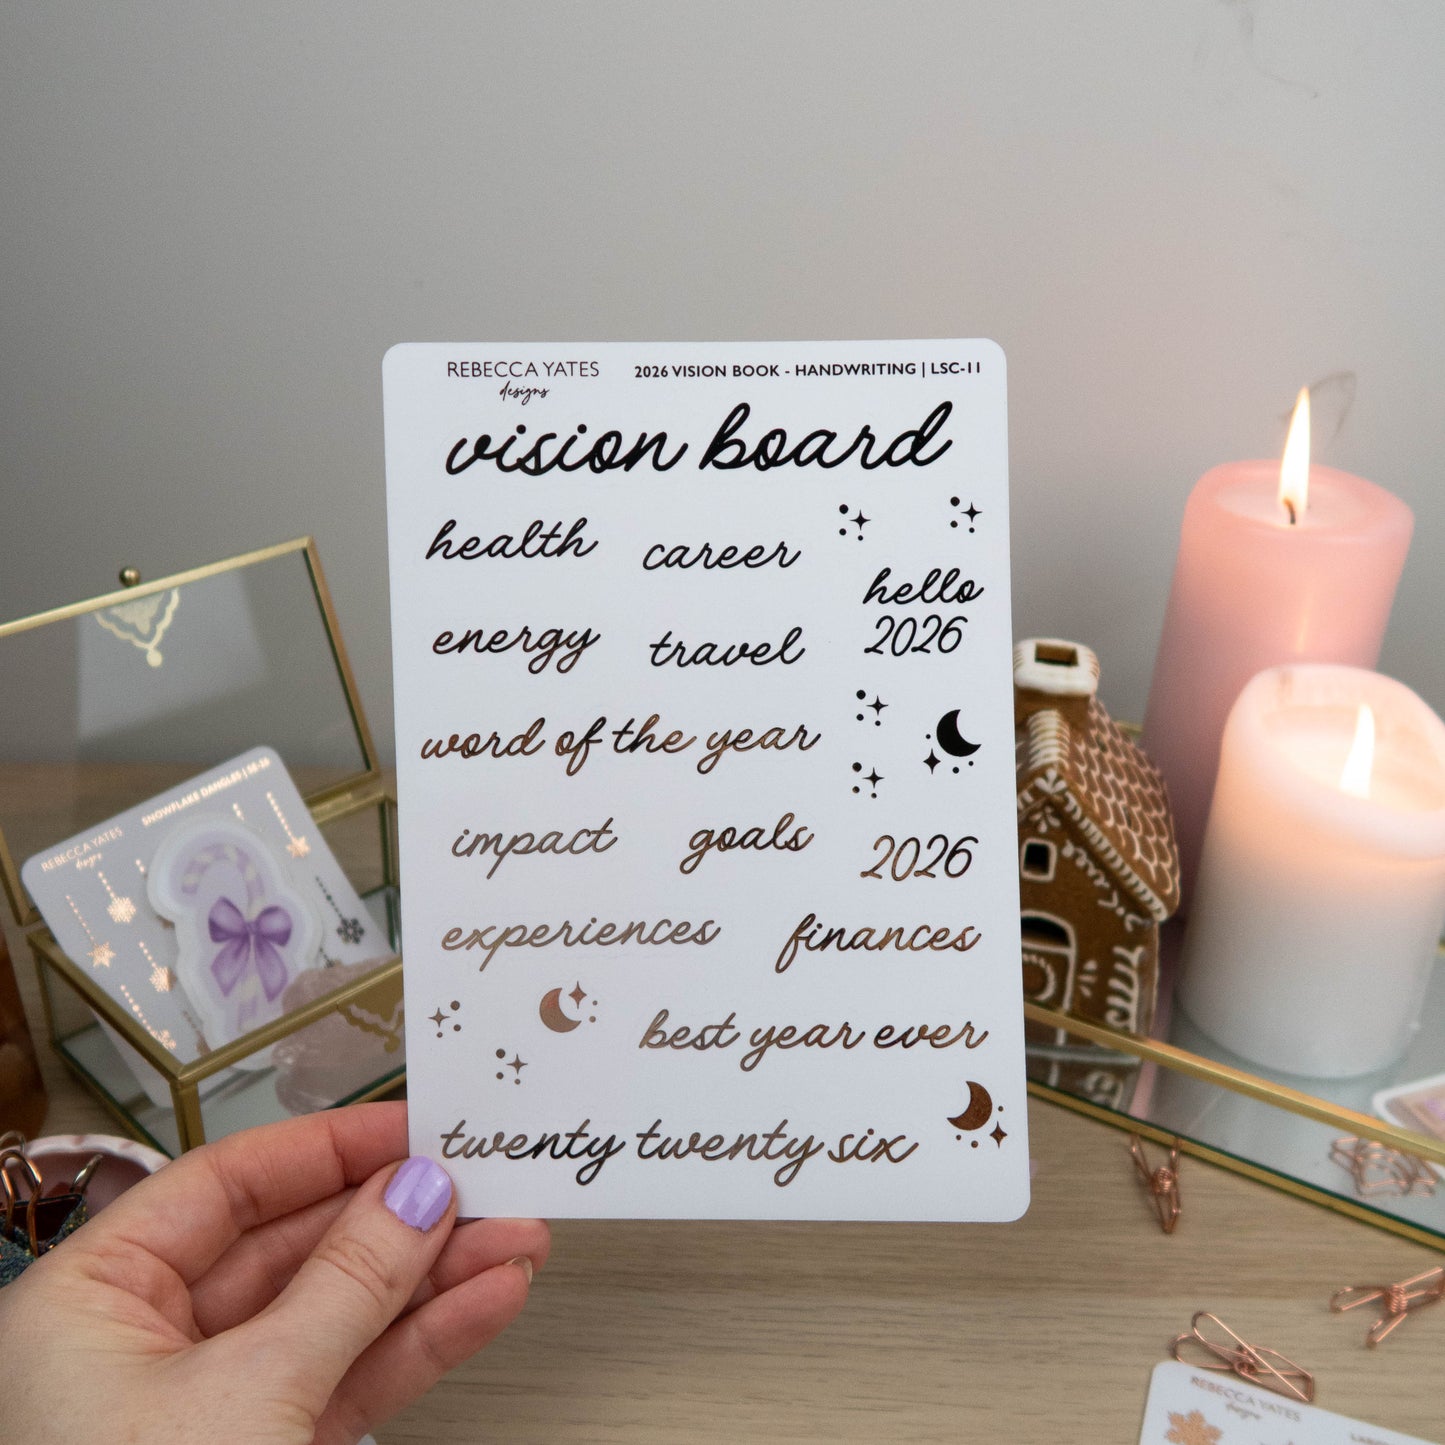 REBECCA YATES
designs
2026 VISION BOOK - HANDWRITING | LSC-11
vision board
health
career
hello
2026
energy
travel
word of the year
impact
goals
2026
experiences
finances
best year ever
twenty twenty six
REBECCA YATES
designs
SNOWFLAKE DANGLES | SE-26
REBECCA YATES
designs